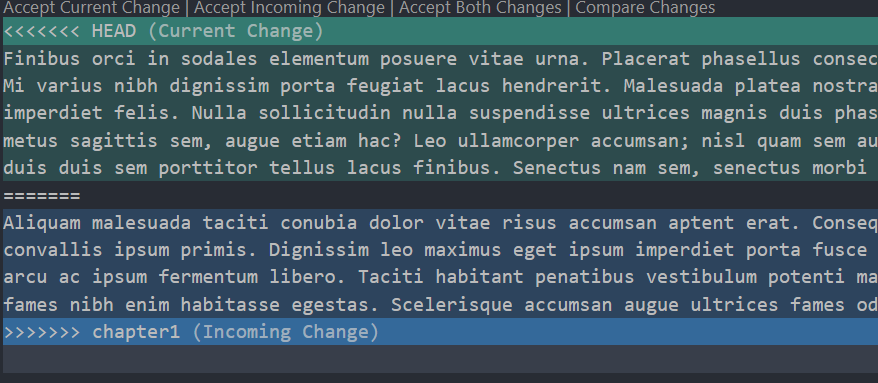 Accept Current Change | Accept Incoming Change | Accept Both Changes | Compare Changes
<<<<<<< HEAD (Current Change)
Finibus orci in sodales elementum posuere vitae urna. Placerat phasellus consec
Mi varius nibh dignissim porta feugiat lacus hendrerit. Malesuada platea nostra
imperdiet felis. Nulla sollicitudin nulla suspendisse ultrices magnis duis phas
metus sagittis sem, augue etiam hac? Leo ullamcorper accumsan; nisl quam sem au
duis duis sem porttitor tellus lacus finibus. Senectus nam sem, senectus morbi
=======
Aliquam malesuada taciti conubia dolor vitae risus accumsan aptent erat. Conseq
convallis ipsum primis. Dignissim leo maximus eget ipsum imperdiet porta fusce
arcu ac ipsum fermentum libero. Taciti habitant penatibus vestibulum potenti ma
fames nibh enim habitasse egestas. Scelerisque accumsan augue ultrices fames od
>>>>>>> chapter1 (Incoming Change)